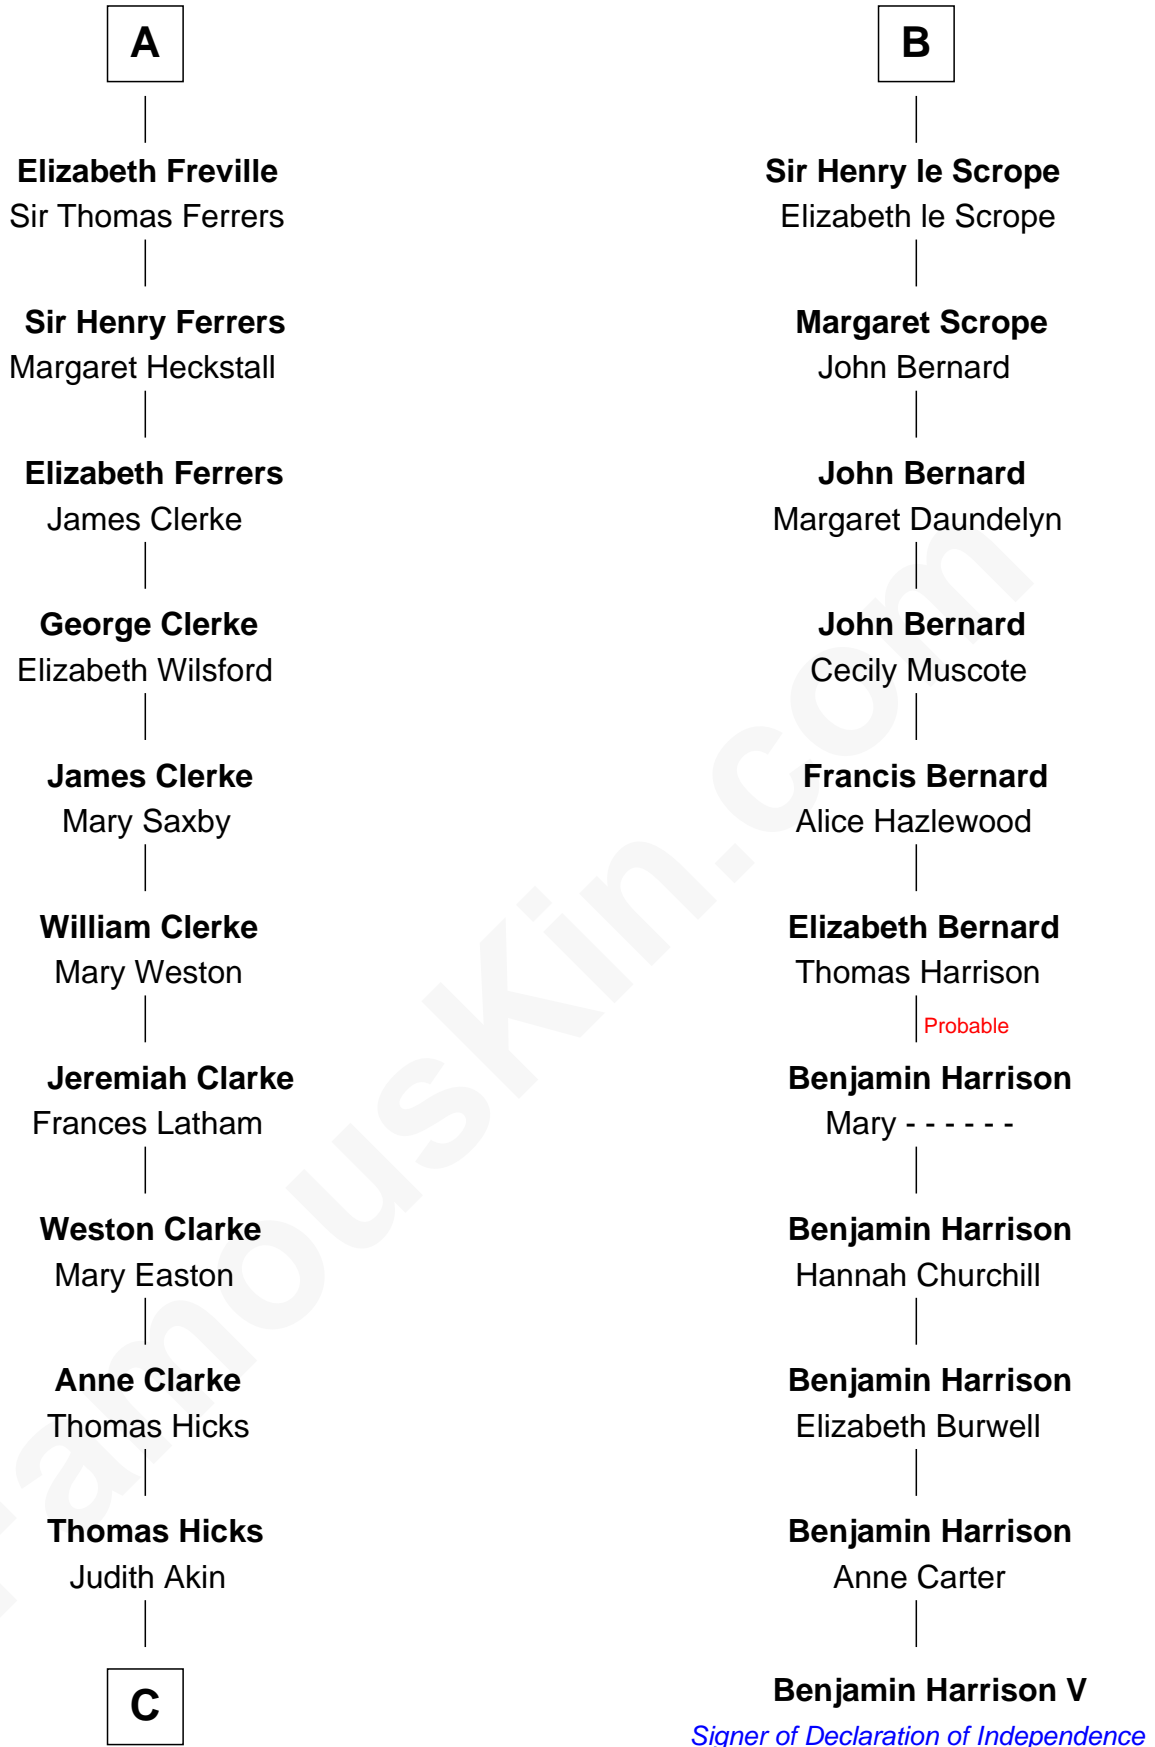 A
Elizabeth Freville
Sir Thomas Ferrers
Sir Henry Ferrers
Margaret Heckstall
Elizabeth Ferrers
James Clerke
George Clerke
Elizabeth Wilsford
James Clerke
Mary Saxby
William Clerke
Mary Weston
Jeremiah Clarke
Frances Latham
Weston Clarke
Mary Easton
Anne Clarke
Thomas Hicks
Thomas Hicks
Judith Akin
C
B
Sir Henry le Scrope
Elizabeth le Scrope
Margaret Scrope
John Bernard
John Bernard
Margaret Daundelyn
John Bernard
Cecily Muscote
Francis Bernard
Alice Hazlewood
Elizabeth Bernard
Thomas Harrison
Probable
Benjamin Harrison
Mary - - - - - -
Benjamin Harrison
Hannah Churchill
Benjamin Harrison
Elizabeth Burwell
Benjamin Harrison
Anne Carter
Benjamin Harrison V
Signer of Declaration of Independence
FamousKin.com